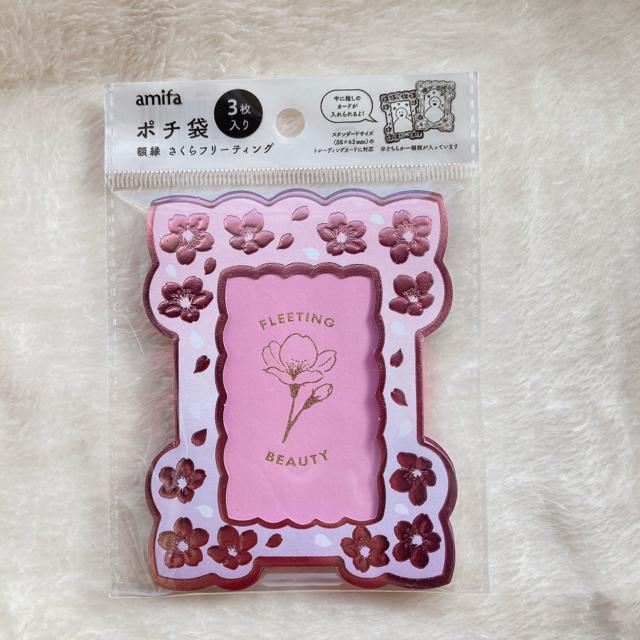 amifa
ポチ袋
3枚
入り
額縁 さくらフリーティング
中に推しの
カードが
入れられるよ!
スタンダードサイズ
(88×63mm)の
トレーディングカードに対応
※どちらか一種類が入っています
FLEETING
BEAUTY